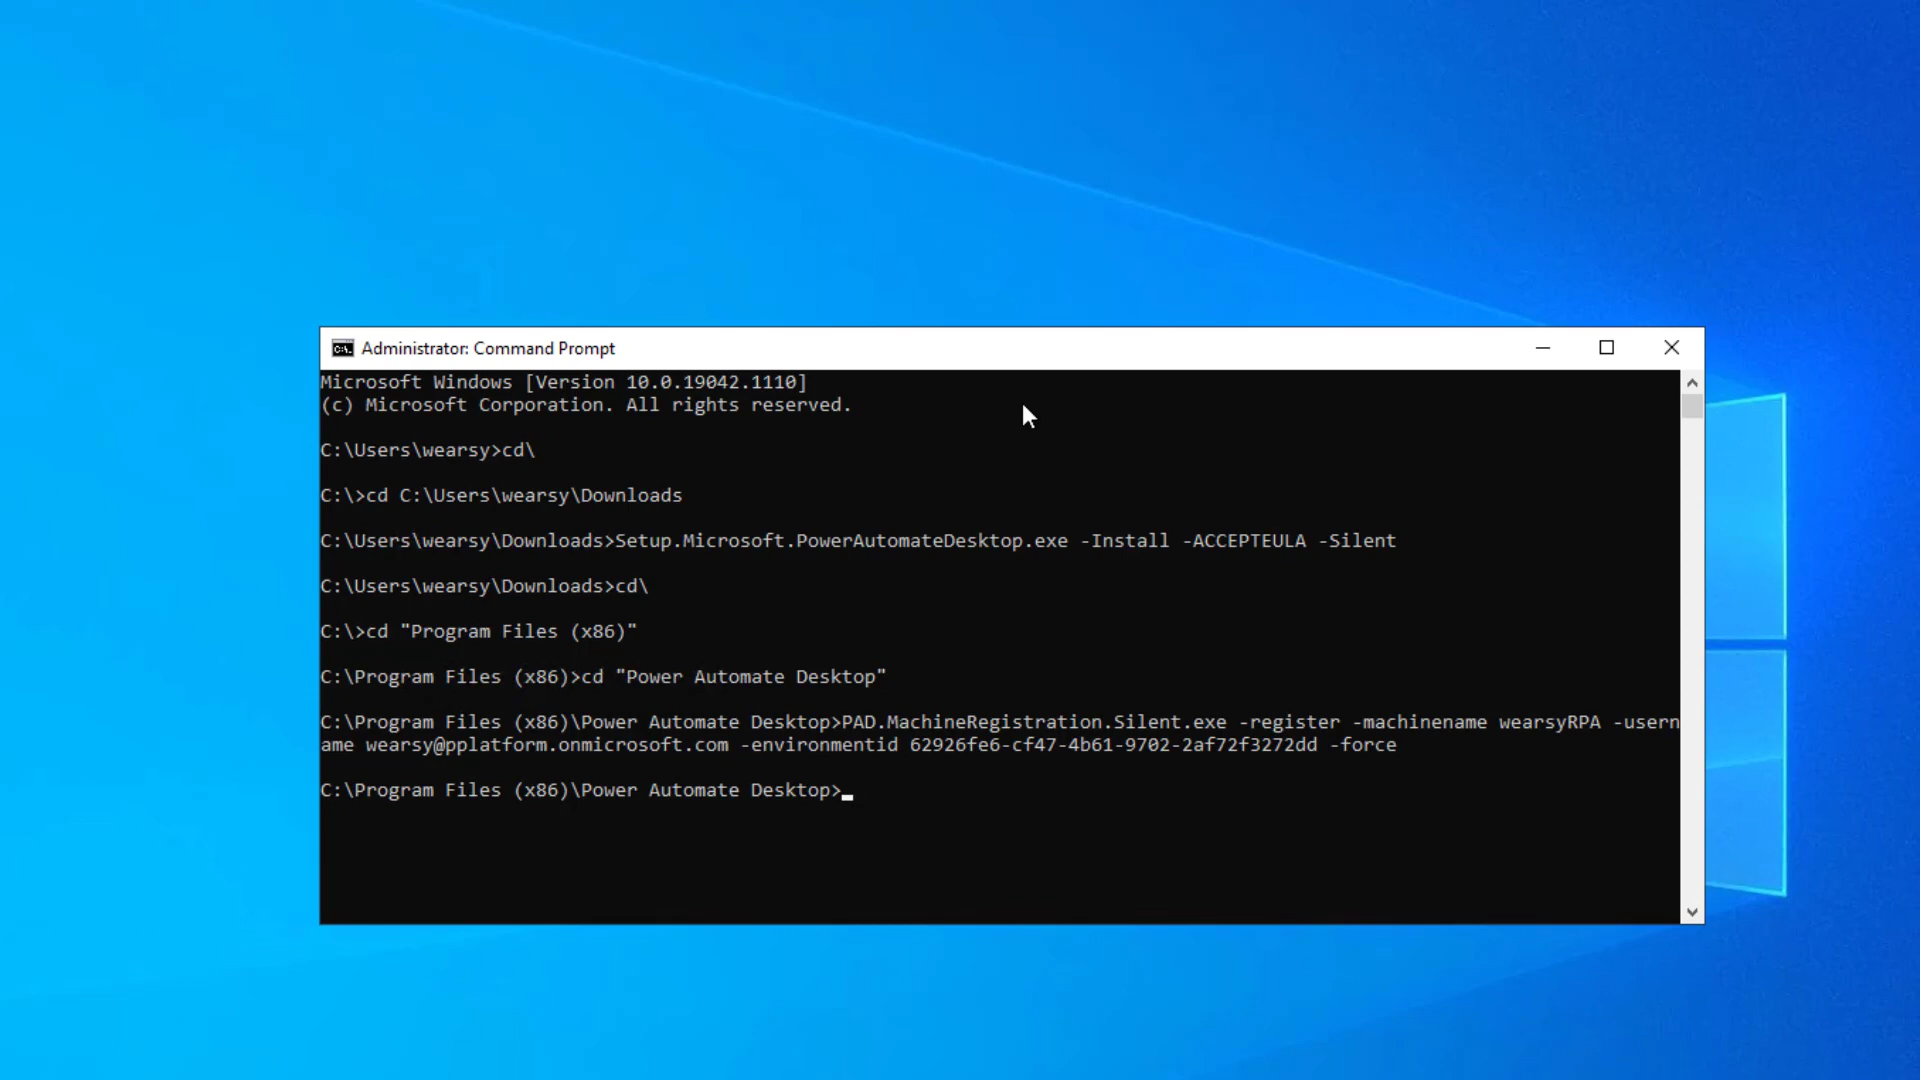 Administrator: Command Prompt
Microsoft Windows [Version 10.0.19042.1110]
(c) Microsoft Corporation. All rights reserved.
C:\Users\wearsy>cd\
C:\>cd C:\Users\wearsy\Downloads
C:\Users\wearsy\Downloads>Setup.Microsoft.PowerAutomateDesktop.exe -Install -ACCEPTEULA -Silent
C:\Users\wearsy\Downloads>cd\
C:\>cd "Program Files (x86)"
C:\Program Files (x86)>cd "Power Automate Desktop"
C:\Program Files (x86)\Power Automate Desktop>PAD.MachineRegistration.Silent.exe -register -machinename wearsyRPA -usern
ame wearsy@pplatform.onmicrosoft.com -environmentid 62926fe6-cf47-4b61-9702-2af72f3272dd -force
C:\Program Files (x86)\Power Automate Desktop>